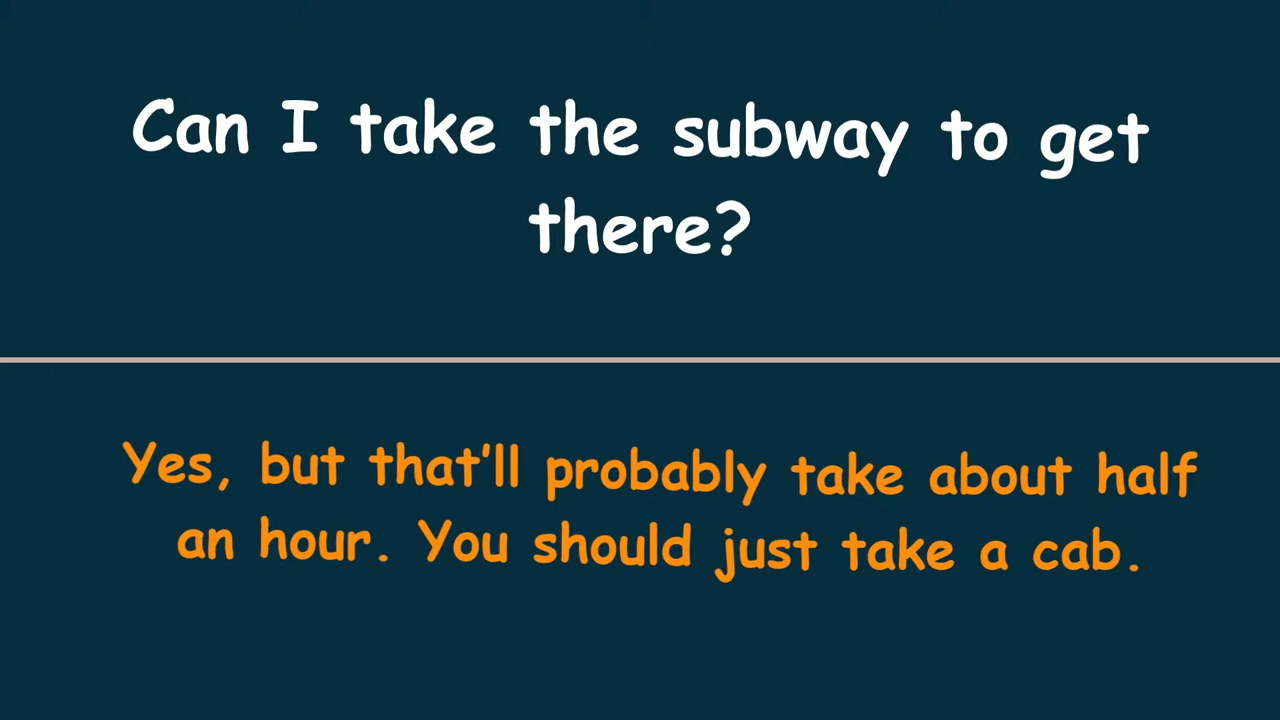 Can I take the subway to get
there?
Yes, but that'll probably take about half
an hour. You should just take a cab.